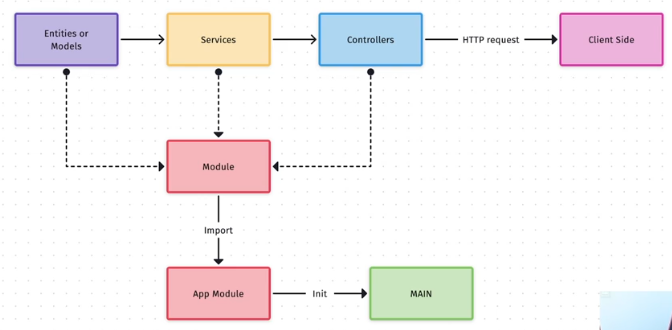 Entities or
Models
Services
Controllers
HTTP request
Client Side
Module
Import
App Module
Init
MAIN